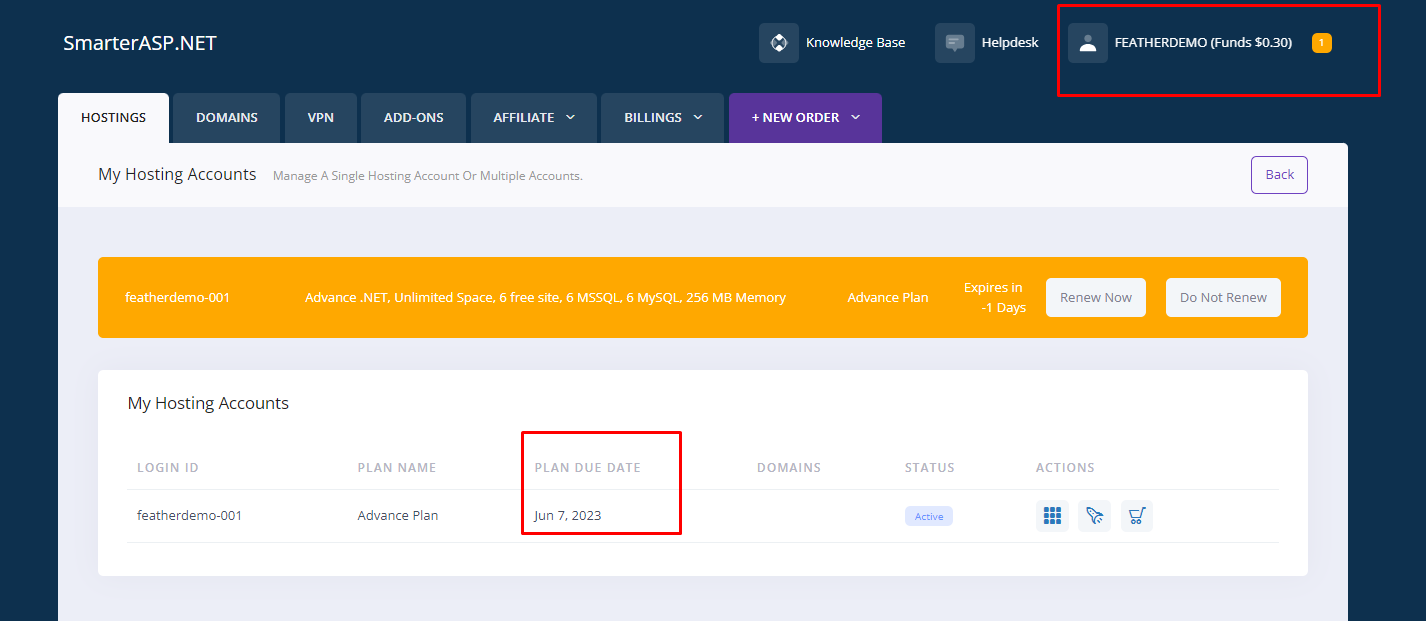 SmarterASP.NET
Knowledge Base
Helpdesk
FEATHERDEMO (Funds $0.30)
1
HOSTINGS
DOMAINS
VPN
ADD-ONS
AFFILIATE
BILLINGS
+ NEW ORDER
My Hosting Accounts
Manage A Single Hosting Account Or Multiple Accounts.
Back
featherdemo-001
Advance .NET, Unlimited Space, 6 free site, 6 MSSQL, 6 MySQL, 256 MB Memory
Advance Plan
Expires in
-1 Days
Renew Now
Do Not Renew
My Hosting Accounts
LOGIN ID
PLAN NAME
PLAN DUE DATE
DOMAINS
STATUS
ACTIONS
featherdemo-001
Advance Plan
Jun 7, 2023
Active